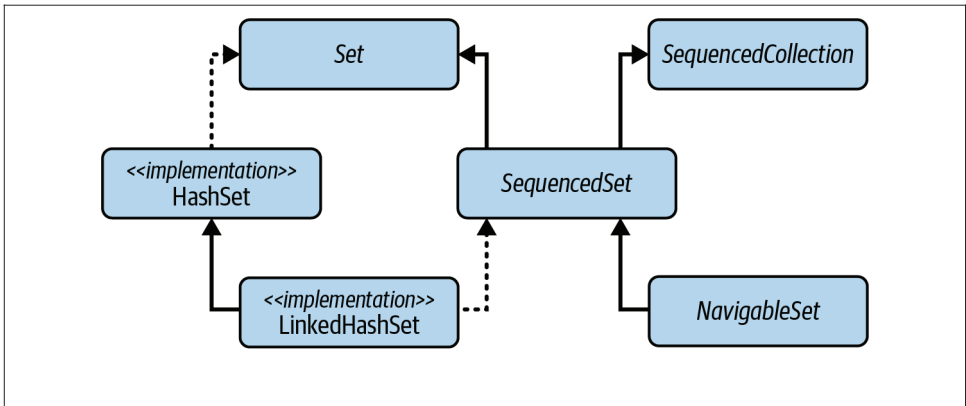 Set
SequencedCollection
<<implementation>>
HashSet
SequencedSet
<<implementation>>
LinkedHashSet
NavigableSet